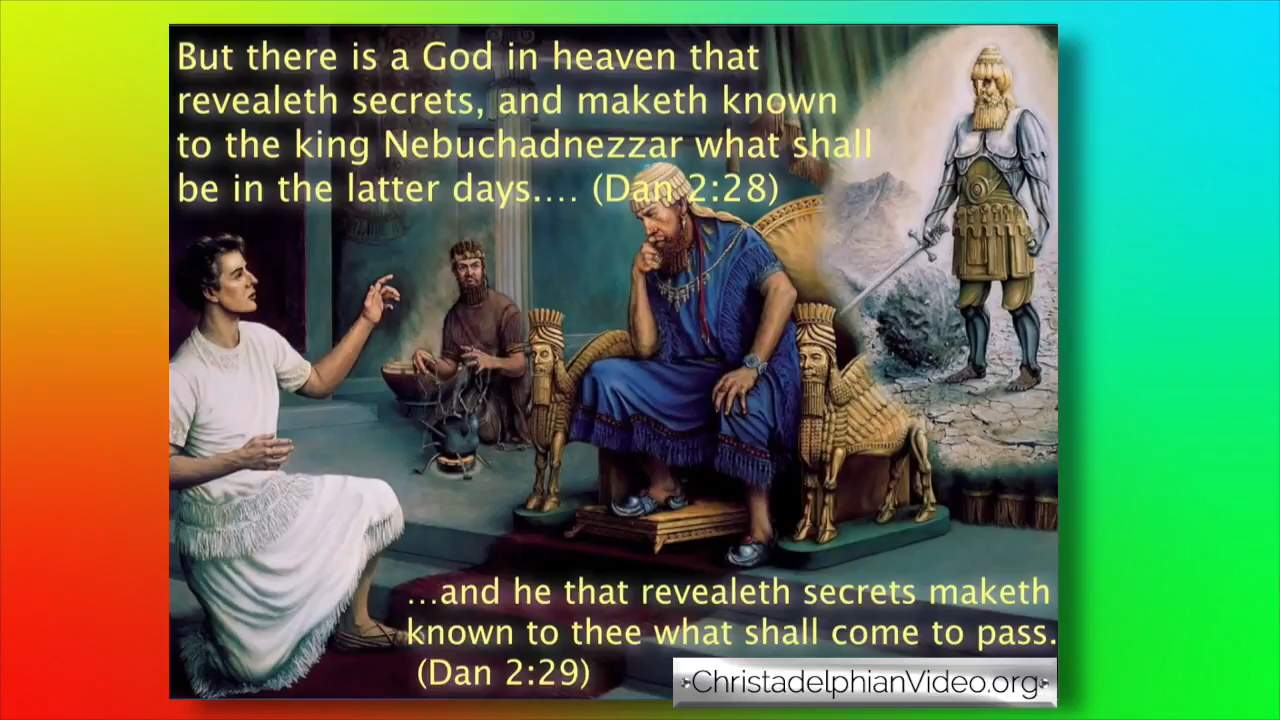 But there is a God in heaven that
revealeth secrets, and maketh known
to the king Nebuchadnezzar what shall
be in the latter days.... (Dan 2:28)
...and he that revealeth secrets maketh
known to thee what shall come to pass.
(Dan 2:29)
ChristadelphianVideo.org